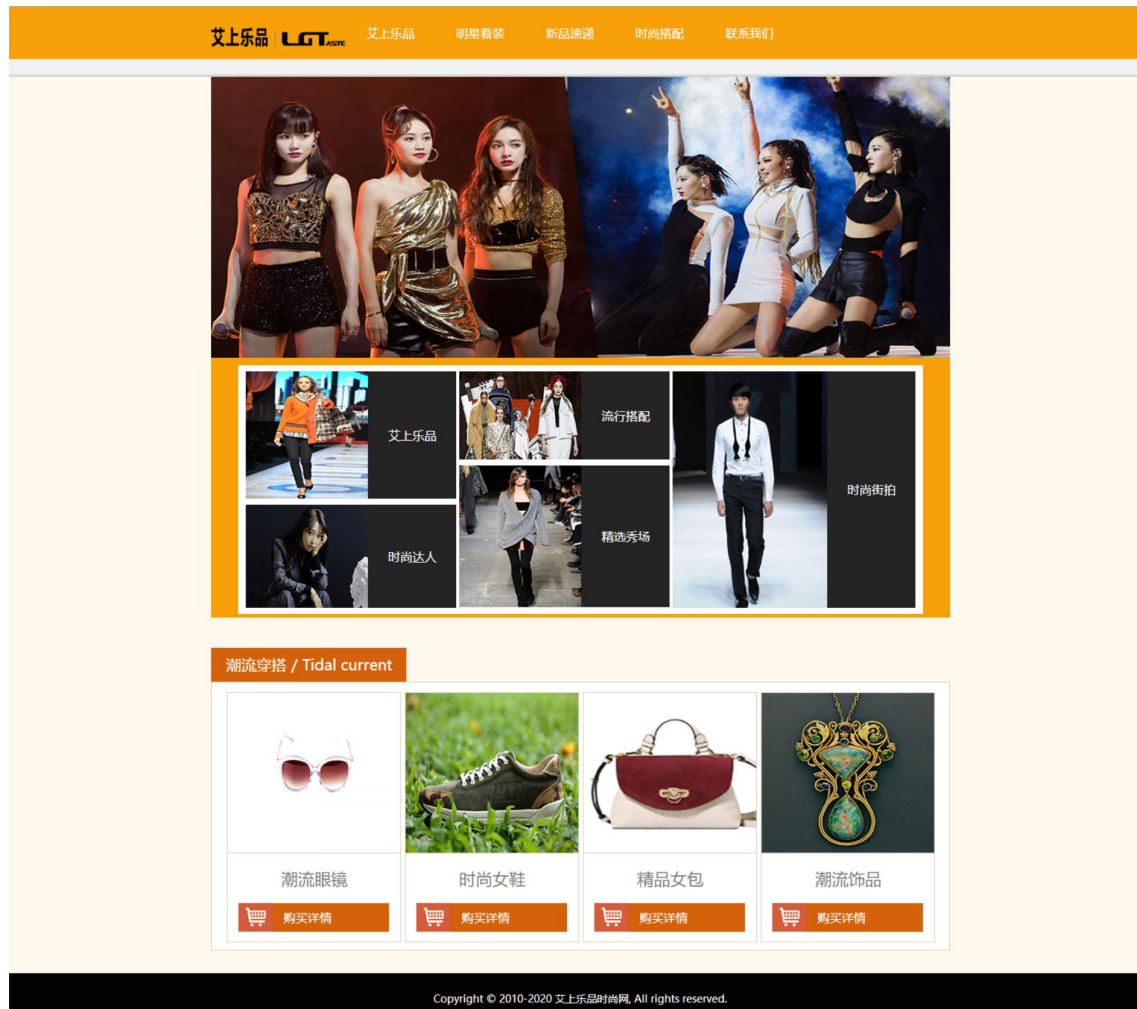 艾上乐品 | LGTASTE
艾上乐品 明星着装 新品速递 时尚搭配 联系我们
艾上乐品
流行搭配
时尚街拍
时尚达人
精选秀场
潮流穿搭 / Tidal current
潮流眼镜 时尚女鞋 精品女包 潮流饰品
购买详情 购买详情 购买详情 购买详情
Copyright © 2010-2020 艾上乐品时尚网, All rights reserved.